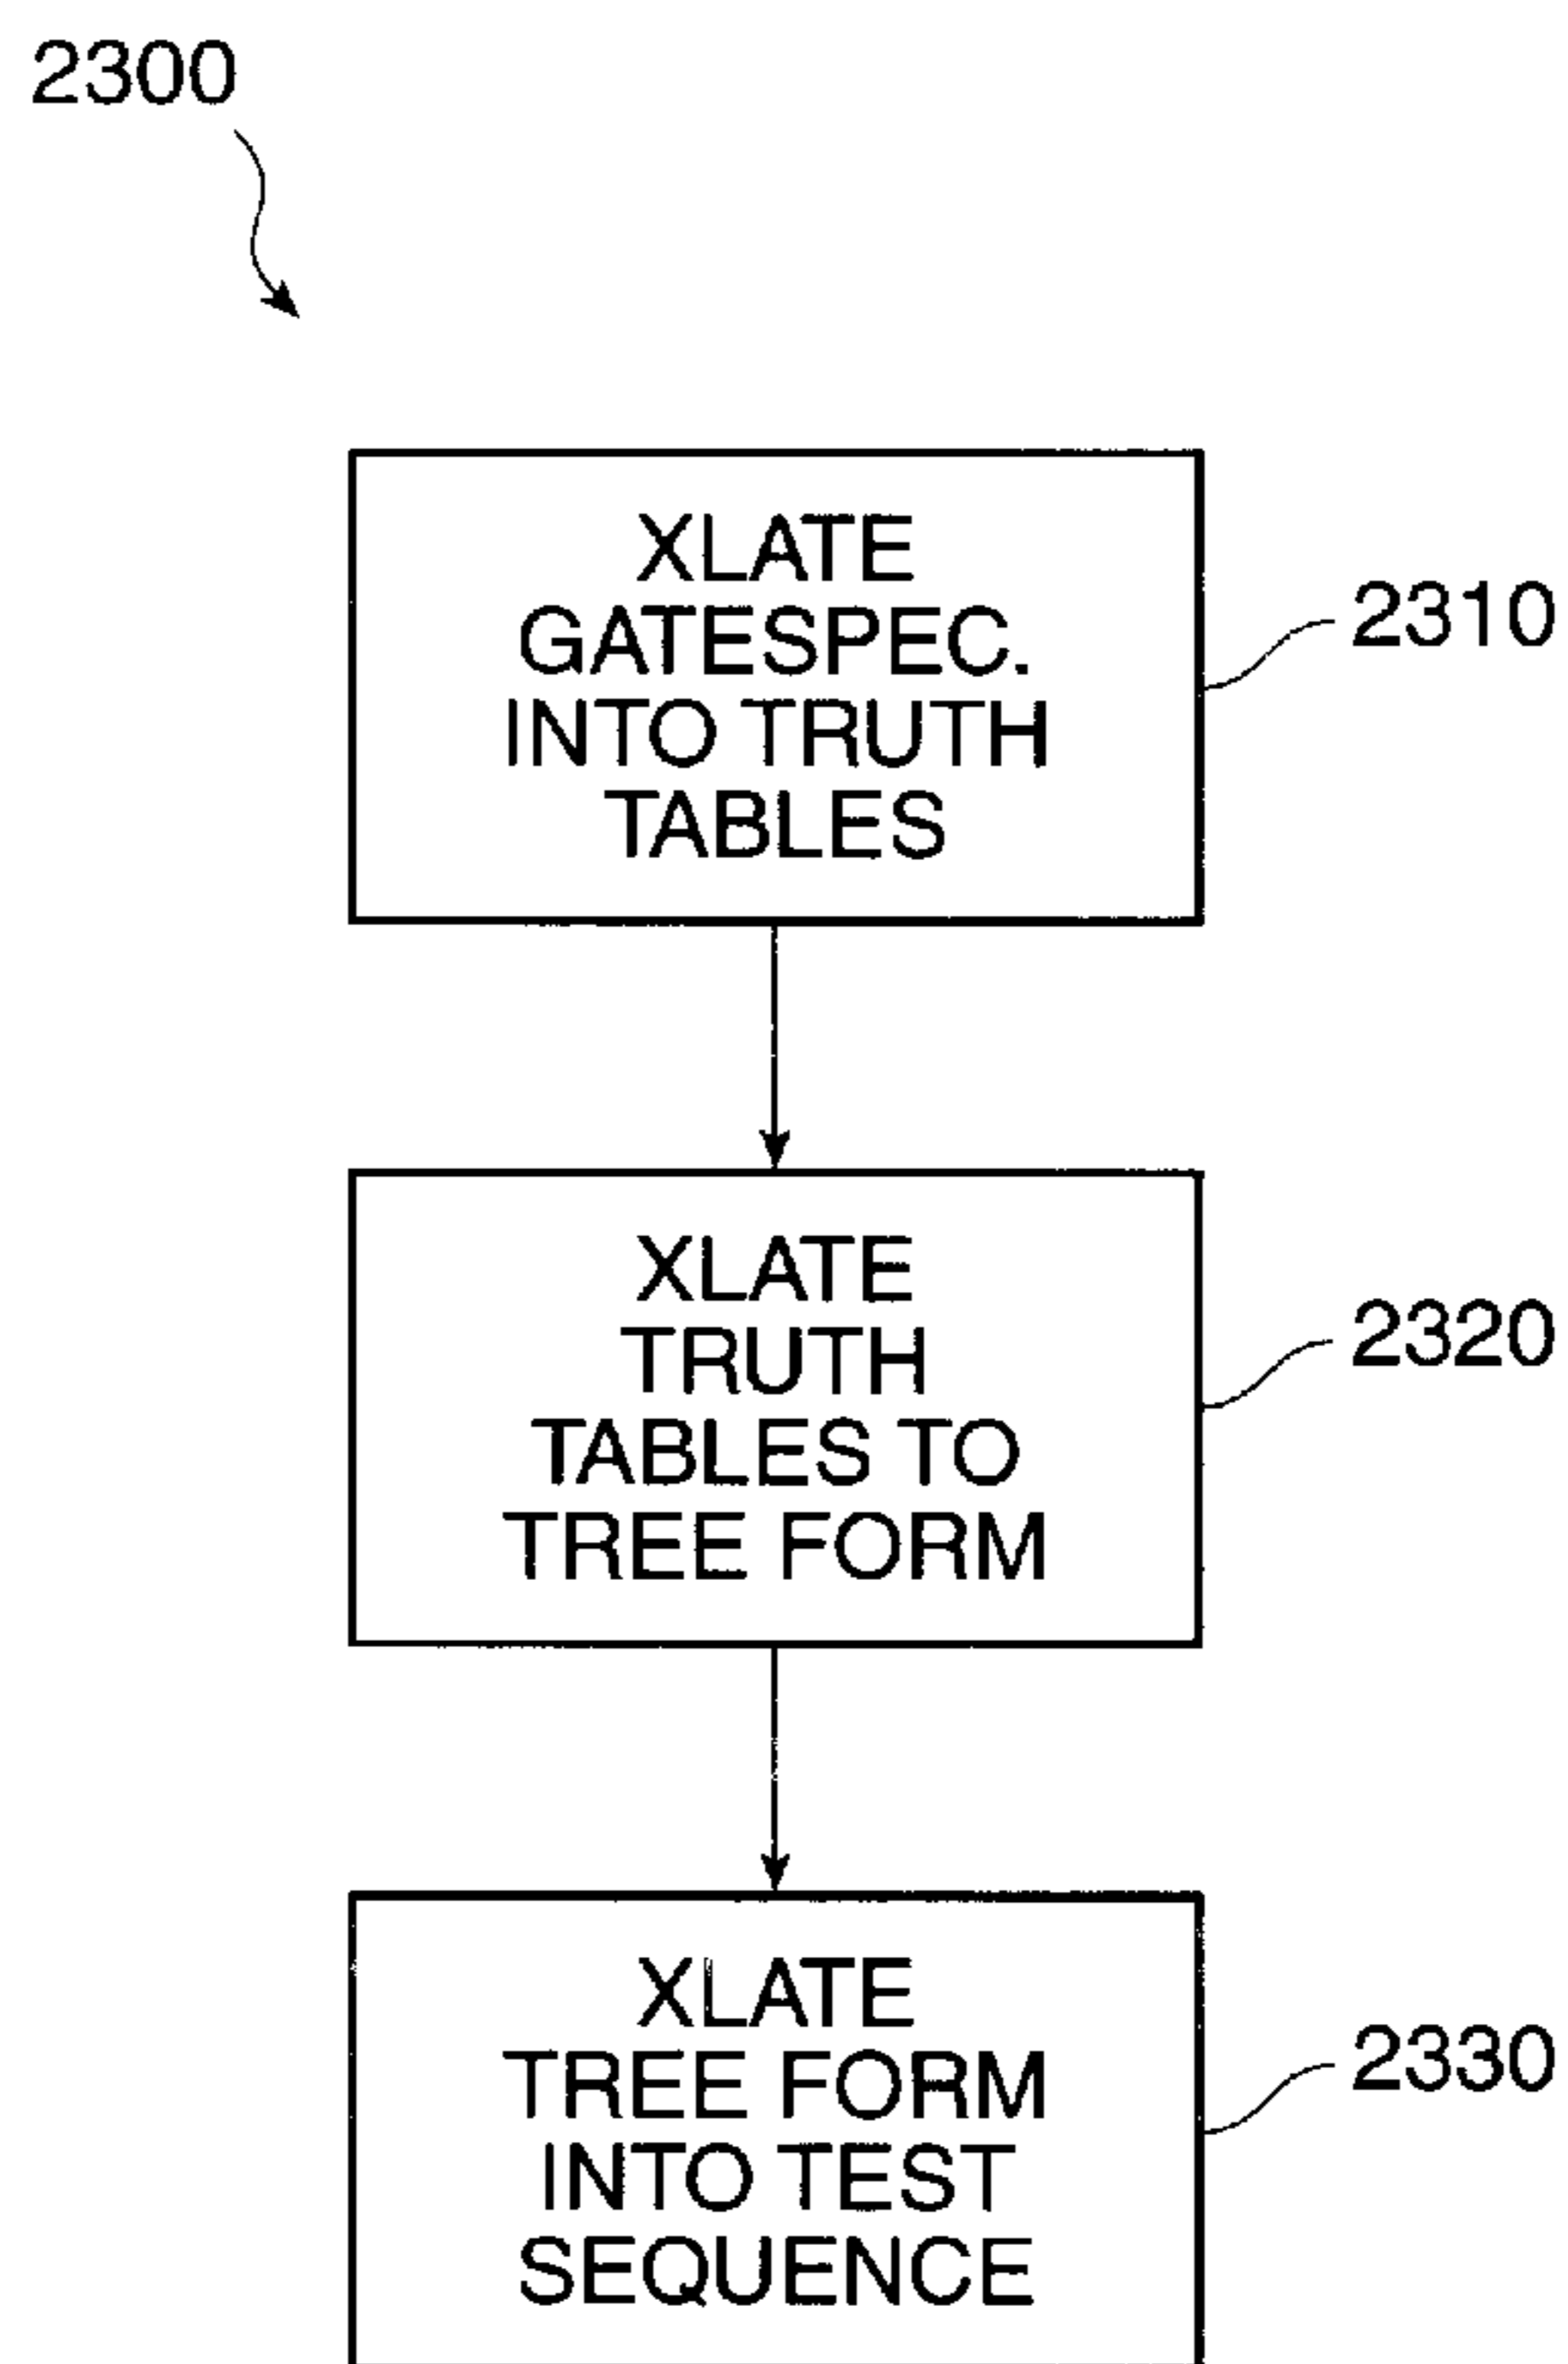 2300
XLATE
GATESPEC.
INTO TRUTH
TABLES
2310
XLATE
TRUTH
TABLES TO
TREE FORM
2320
XLATE
TREE FORM
INTO TEST
SEQUENCE
2330